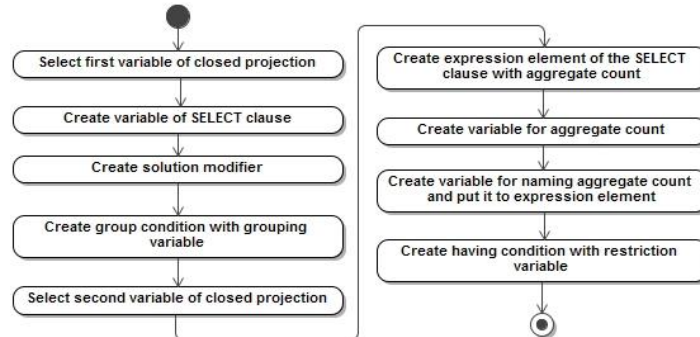 Select first variable of closed projection
Create variable of SELECT clause
Create solution modifier
Create group condition with grouping
variable
Select second variable of closed projection
Create expression element of the SELECT
clause with aggregate count
Create variable for aggregate count
Create variable for naming aggregate count
and put it to expression element
Create having condition with restriction
variable